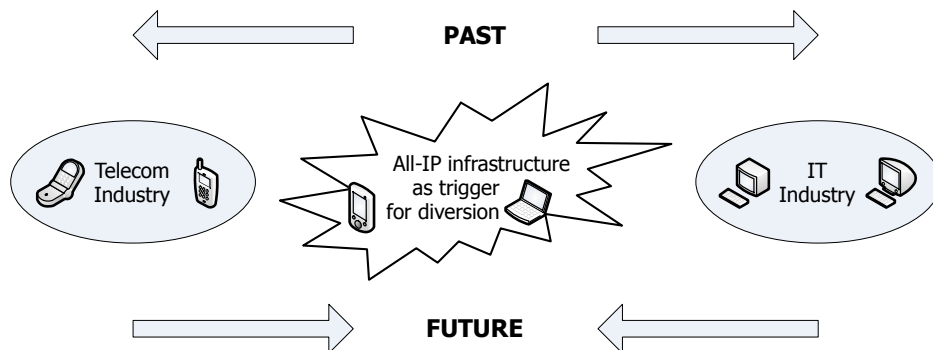 PAST
Telecom
Industry
All-IP infrastructure
as trigger
for diversion
IT
Industry
FUTURE